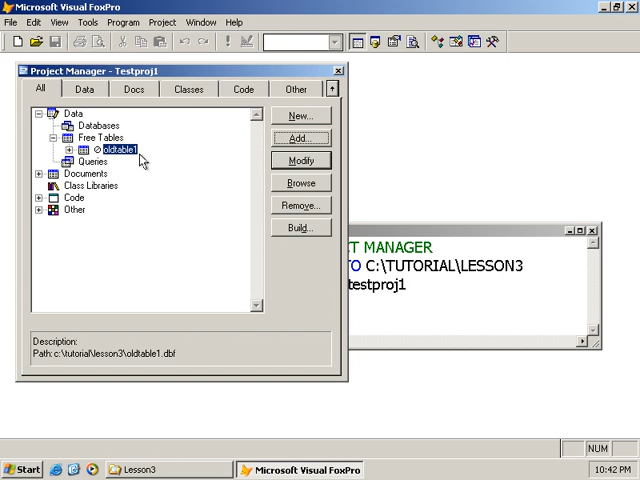 Microsoft Visual FoxPro
File Edit View Tools Program Project Window Help
Project Manager - Testproj1
All Data Docs Classes Code Other
Data
Databases
Free Tables
oldtable1
Queries
Documents
Class Libraries
Code
Other
New...
Add...
Modify
Browse
Remove...
Build...
CT MANAGER
TO C:\TUTORIAL\LESSON3
testproj1
Description:
Path: c:\tutorial\lesson3\oldtable1.dbf
NUM
Start Lesson3 Microsoft Visual FoxPro 10:42 PM